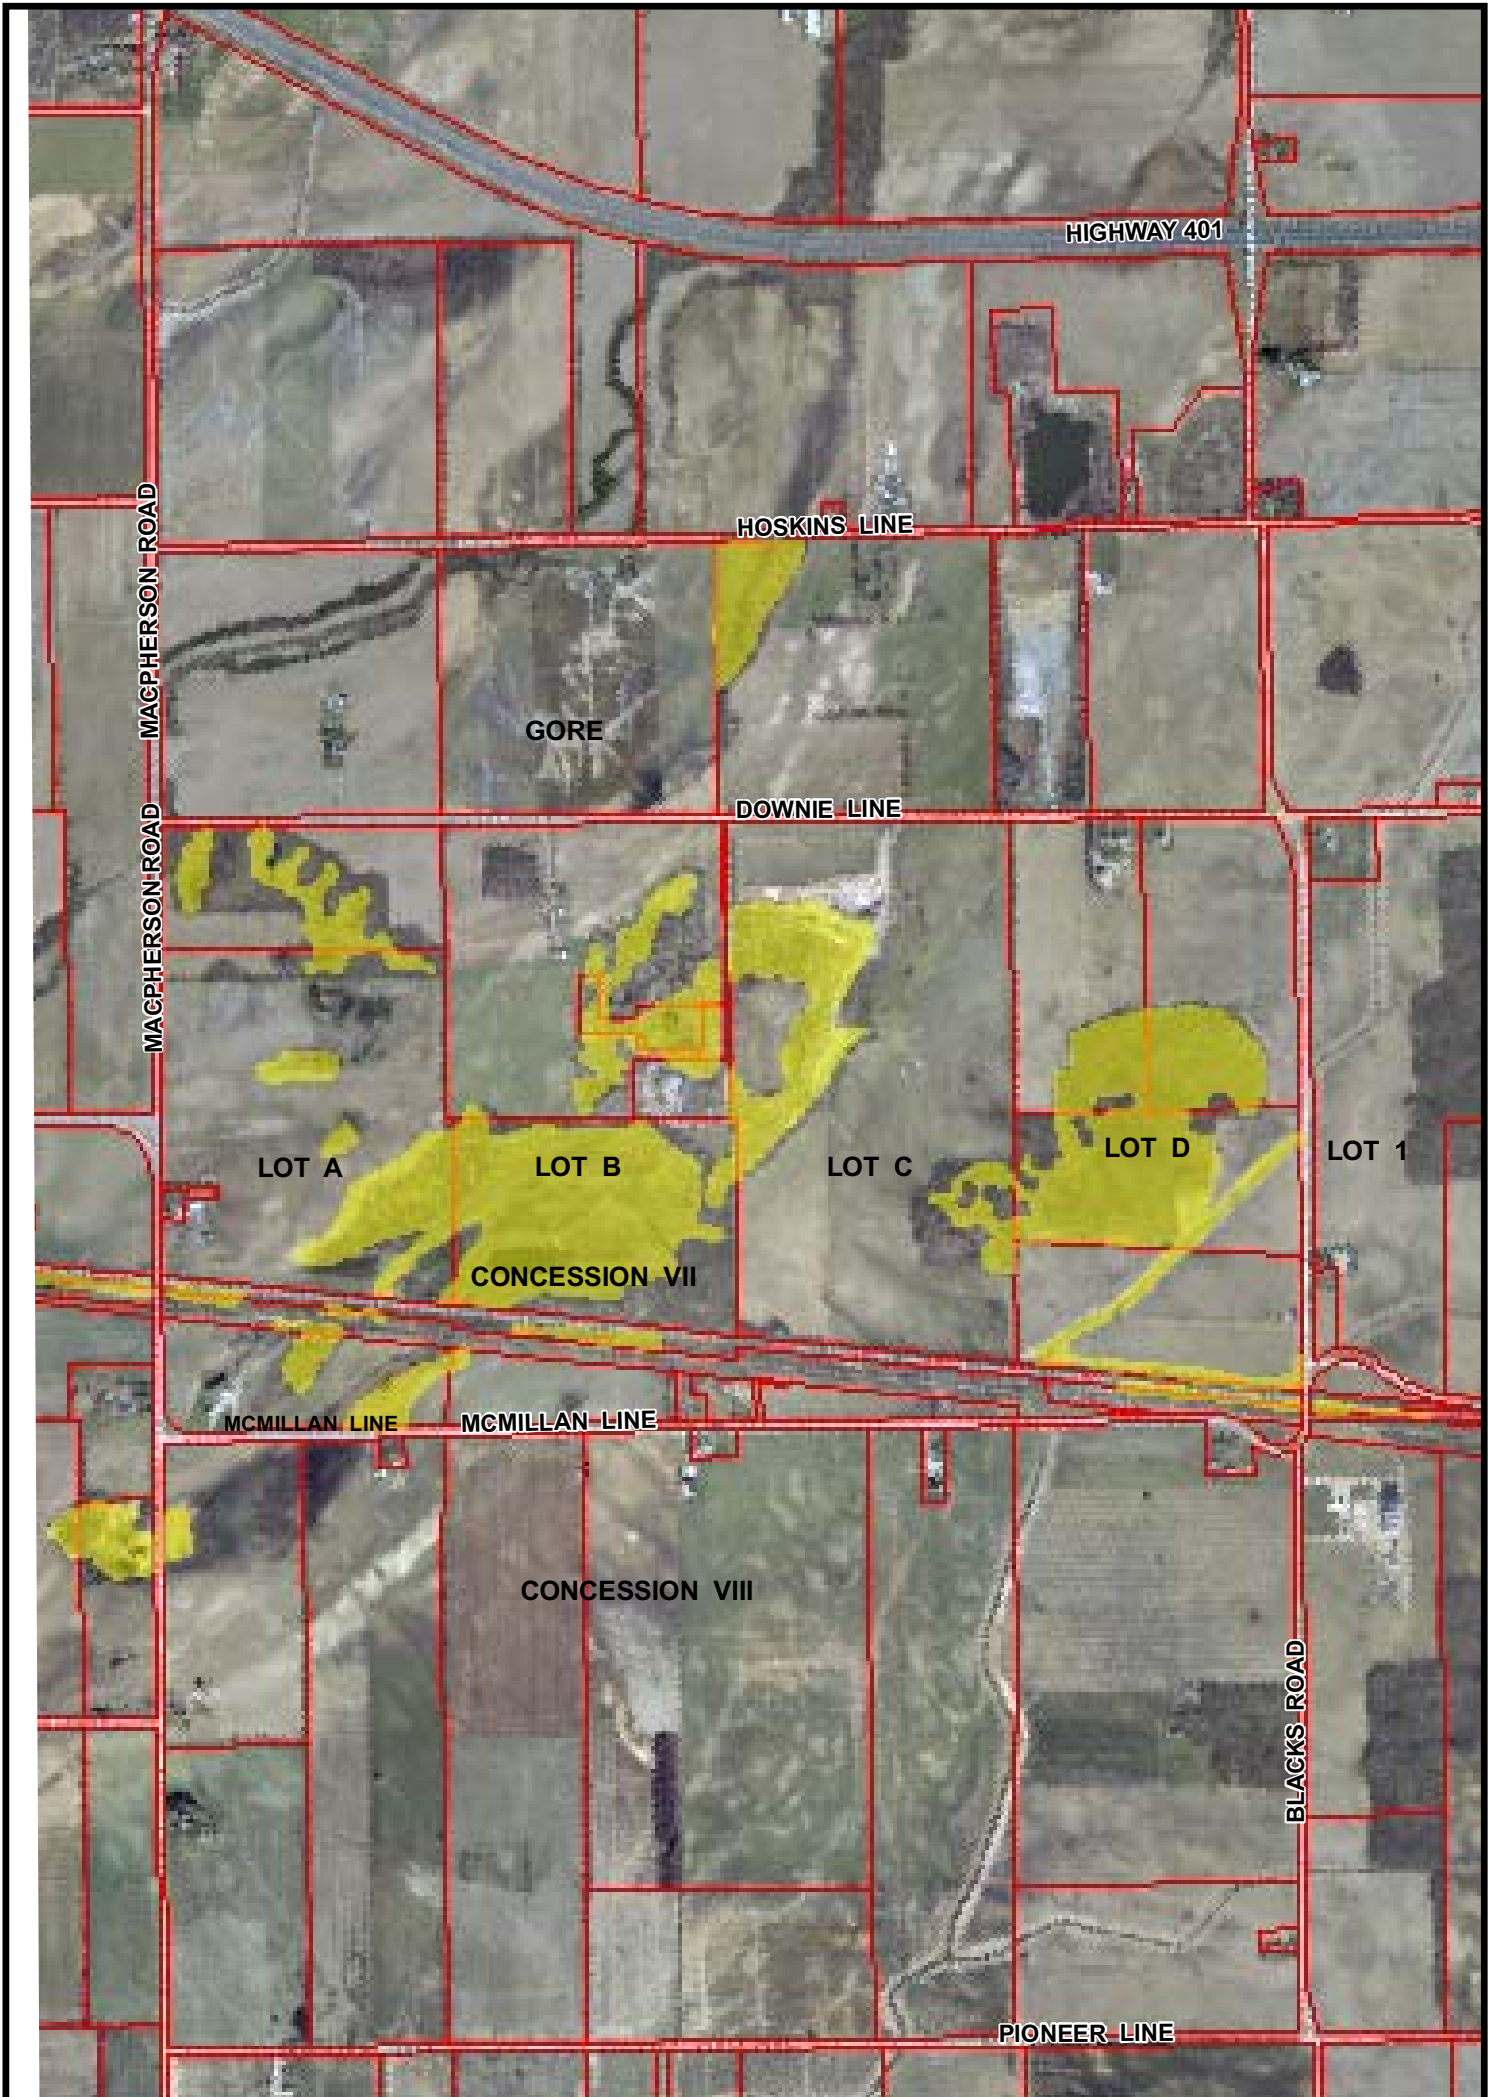 HIGHWAY 401
MACPHERSON ROAD
HOSKINS LINE
GORE
MACPHERSON ROAD
DOWNIE LINE
LOT A
LOT B
LOT C
LOT D
LOT 1
CONCESSION VII
MCMILLAN LINE
MCMILLAN LINE
CONCESSION VIII
BLACKS ROAD
PIONEER LINE